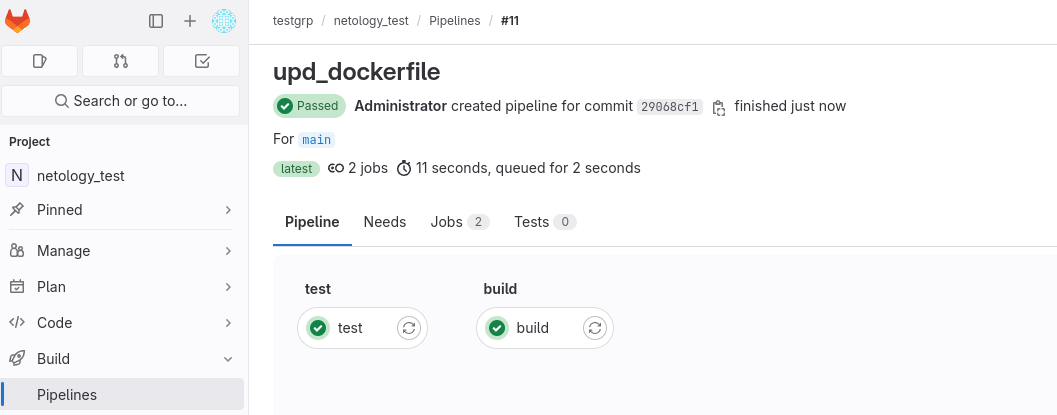 testgrp / netology_test / Pipelines / #11
Search or go to...
Project
N netology_test
Pinned
Manage
Plan
Code
Build
Pipelines
upd_dockerfile
Passed Administrator created pipeline for commit 29068cf1 finished just now
For main
latest 2 jobs 11 seconds, queued for 2 seconds
Pipeline Needs Jobs 2 Tests 0
test build
test build